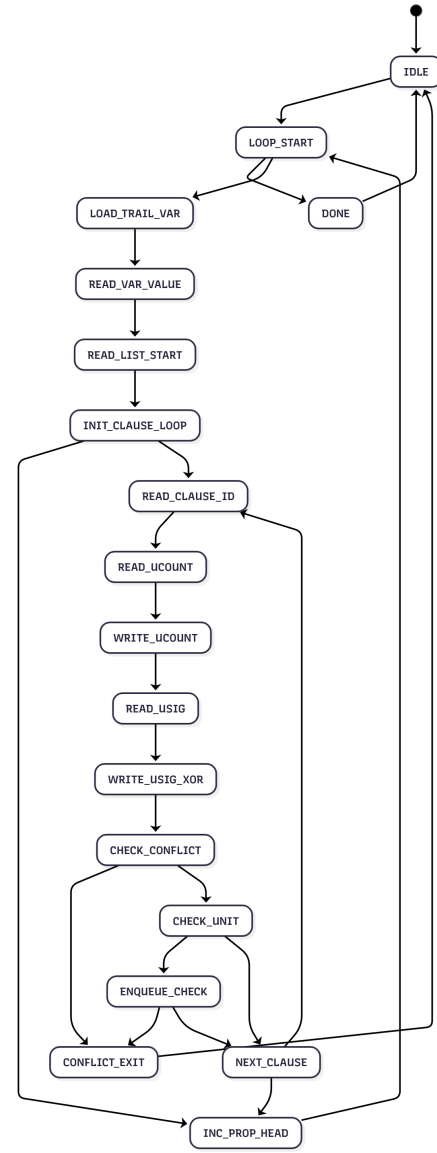 IDLE
LOOP_START
LOAD_TRAIL_VAR
DONE
READ_VAR_VALUE
READ_LIST_START
INIT_CLAUSE_LOOP
READ_CLAUSE_ID
READ_UCOUNT
WRITE_UCOUNT
READ_USIG
WRITE_USIG_XOR
CHECK_CONFLICT
CHECK_UNIT
ENQUEUE_CHECK
CONFLICT_EXIT
NEXT_CLAUSE
INC_PROP_HEAD